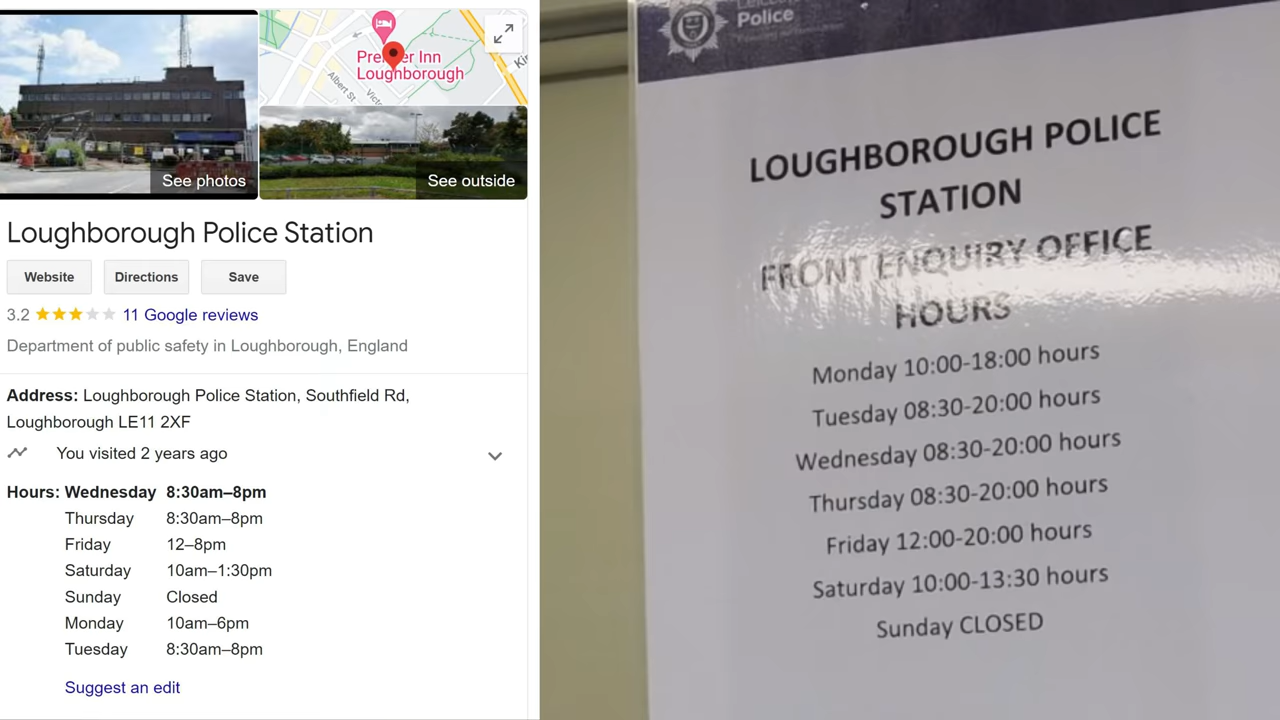 See photos
Premier Inn
Loughborough
Albert St
See outside
Loughborough Police Station
Website
Directions
Save
3.2
11 Google reviews
Department of public safety in Loughborough, England
Address: Loughborough Police Station, Southfield Rd,
Loughborough LE11 2XF
You visited 2 years ago
Hours: Wednesday 8:30am–8pm
Thursday 8:30am–8pm
Friday 12–8pm
Saturday 10am–1:30pm
Sunday Closed
Monday 10am–6pm
Tuesday 8:30am–8pm
Suggest an edit
Police
LOUGHBOROUGH POLICE
STATION
FRONT ENQUIRY OFFICE
HOURS
Monday 10:00-18:00 hours
Tuesday 08:30-20:00 hours
Wednesday 08:30-20:00 hours
Thursday 08:30-20:00 hours
Friday 12:00-20:00 hours
Saturday 10:00-13:30 hours
Sunday CLOSED